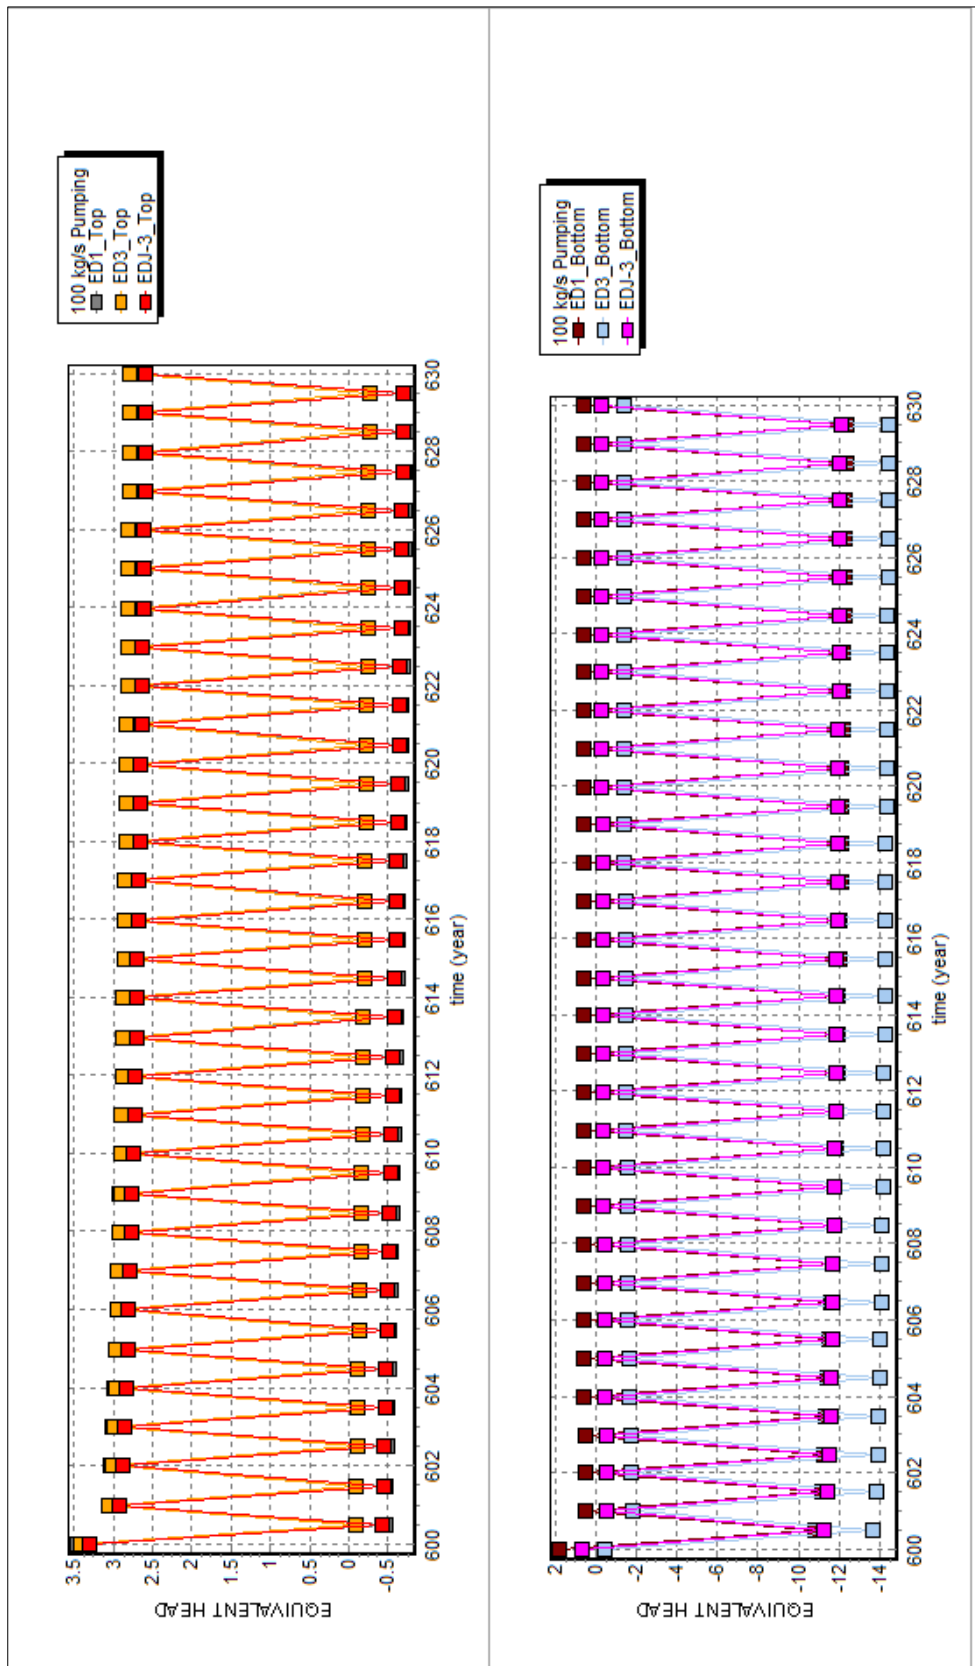 100 kg/s Pumping
ED1_Top
ED3_Top
EDJ-3_Top
EQUIVALENT HEAD
3.5
3
2.5
2
1.5
1
0.5
0
-0.5
600 602 604 606 608 610 612 614 616 618 620 622 624 626 628 630
time (year)
100 kg/s Pumping
ED1_Bottom
ED3_Bottom
EDJ-3_Bottom
EQUIVALENT HEAD
2
0
-2
-4
-6
-8
-10
-12
-14
600 602 604 606 608 610 612 614 616 618 620 622 624 626 628 630
time (year)